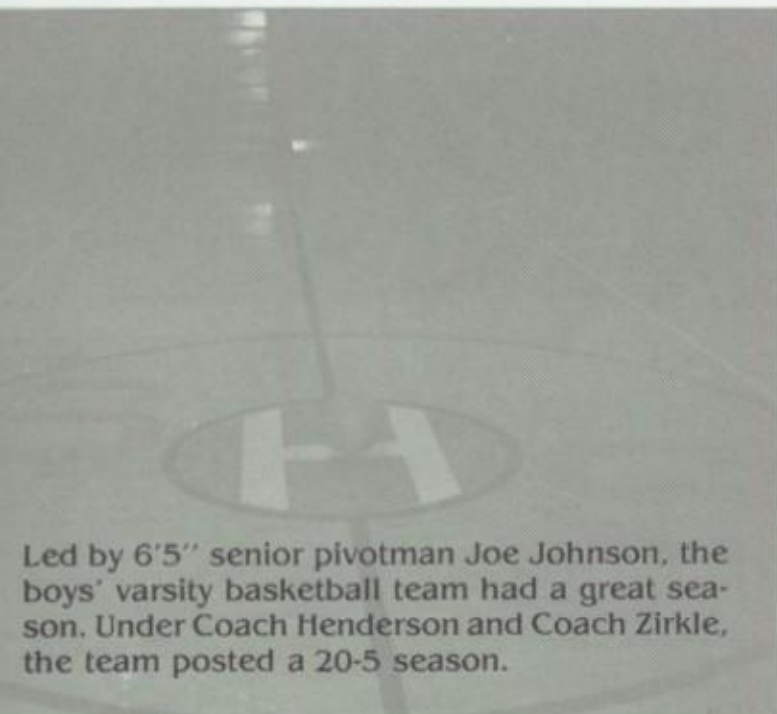 H
Led by 6'5'' senior pivotman Joe Johnson, the
boys' varsity basketball team had a great sea-
son. Under Coach Henderson and Coach Zirkle,
the team posted a 20-5 season.